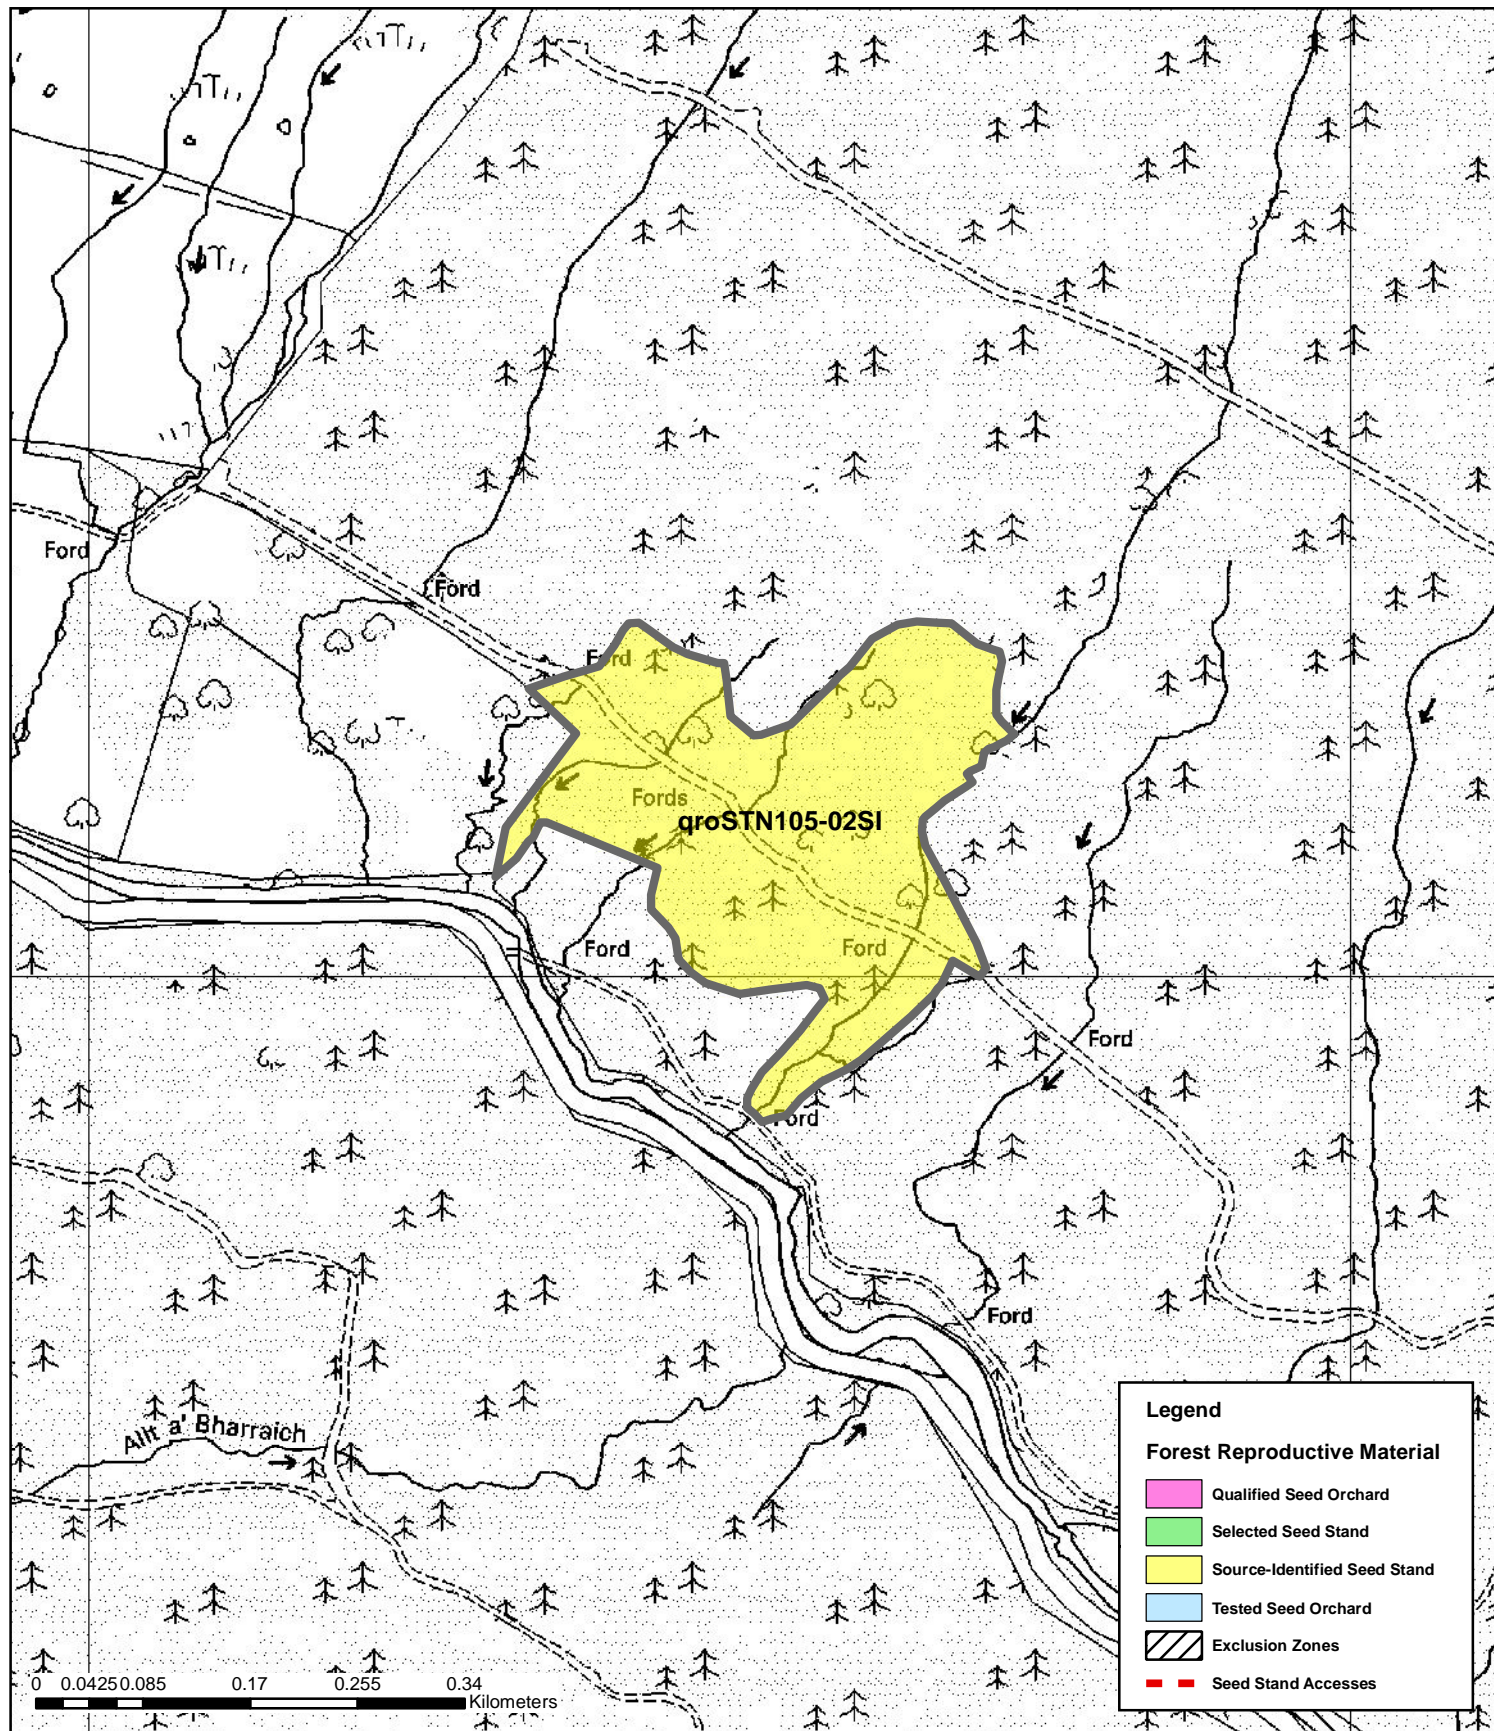 Ford
Ford
Ford
Fords
qroSTN105-02SI
Ford
Ford
Ford
Ford
Ford
Allt a' Bharraich
Legend
Forest Reproductive Material
Qualified Seed Orchard
Selected Seed Stand
Source-Identified Seed Stand
Tested Seed Orchard
Exclusion Zones
Seed Stand Accesses
0 0.0425 0.085 0.17 0.255 0.34
Kilometers